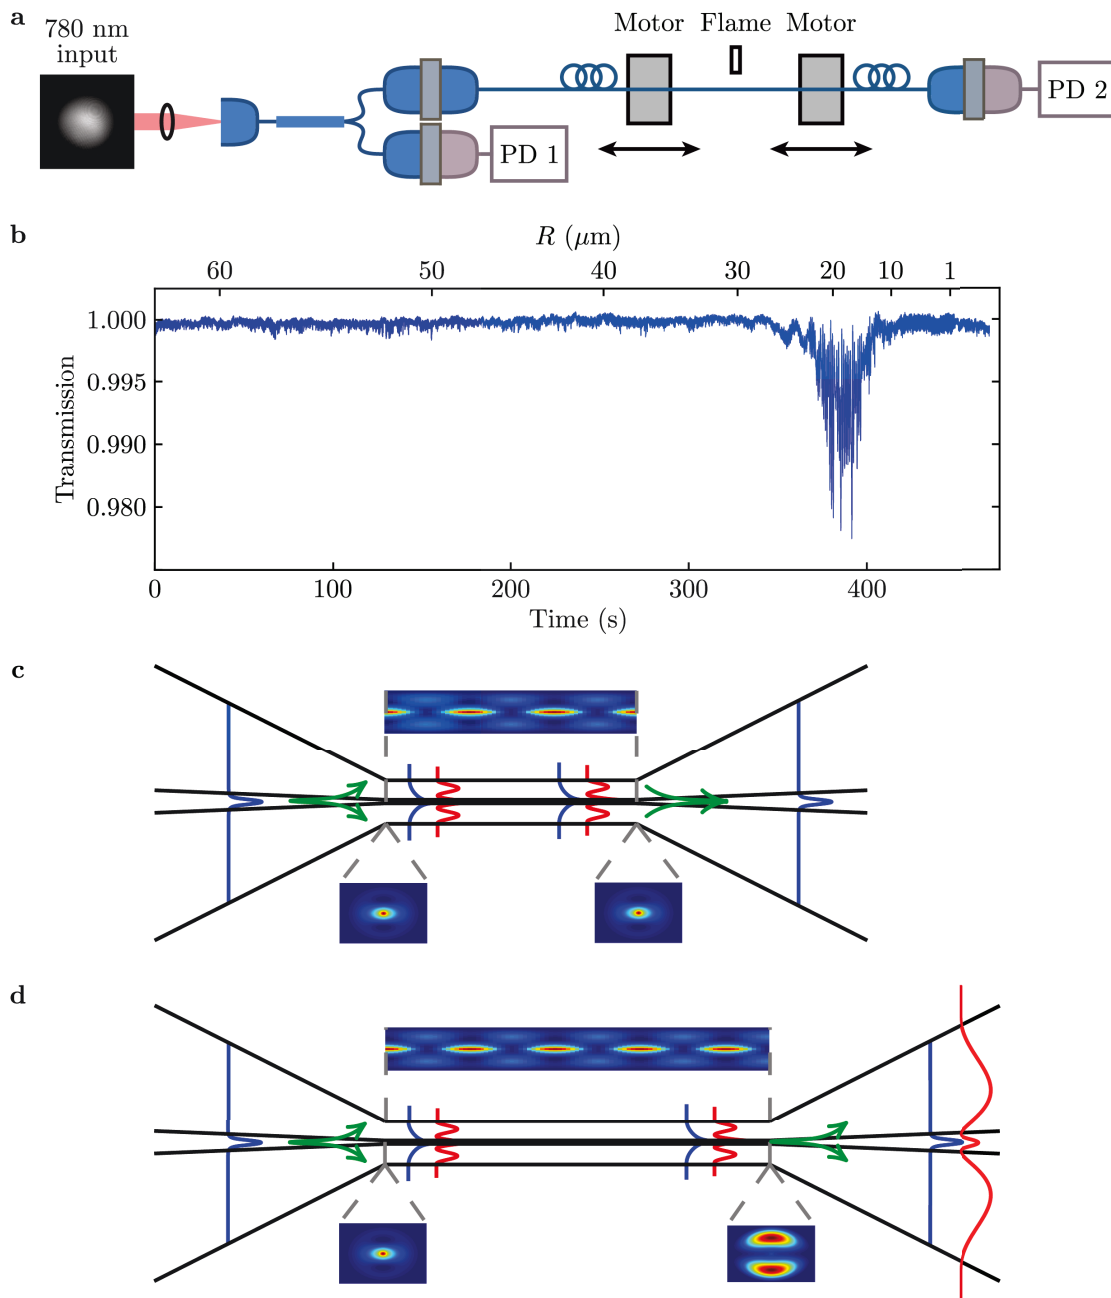 a
780 nm
input
Motor Flame Motor
PD 1
PD 2
b
R (μm)
60 50 40 30 20 10 1
1.000
0.995
0.990
0.980
Transmission
0 100 200 300 400
Time (s)
c
d